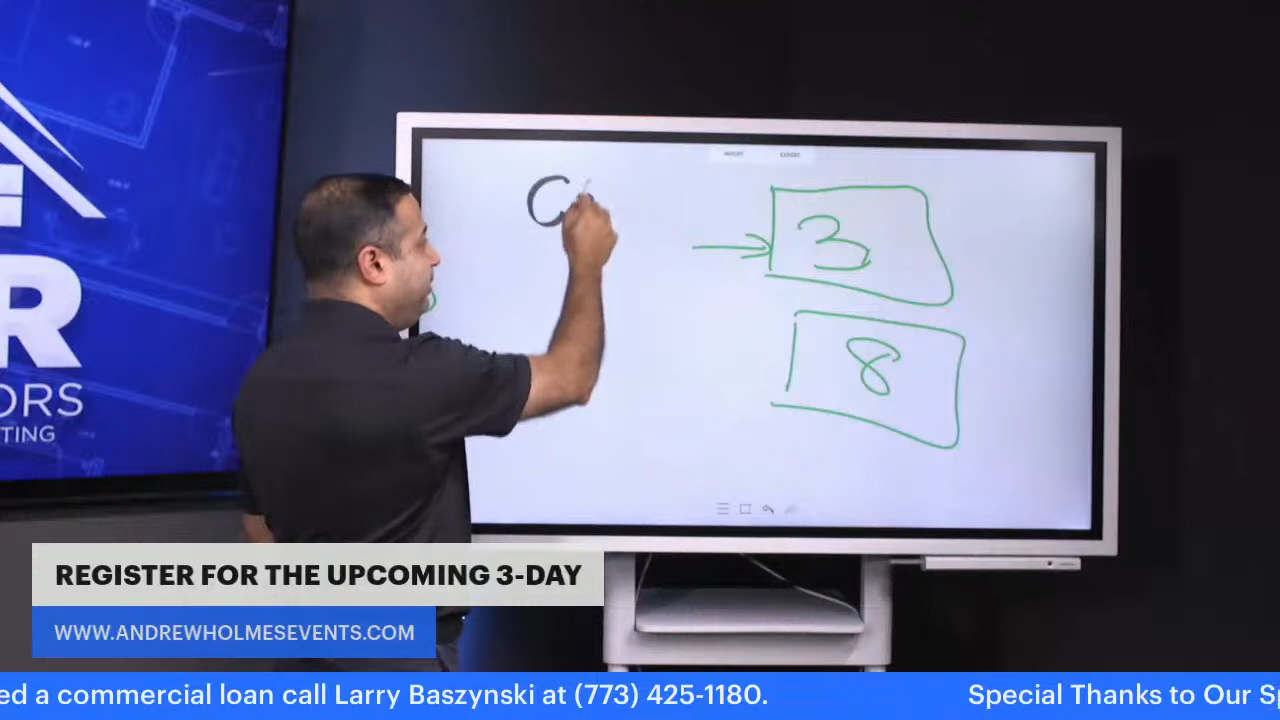 C
3
8
R
ORS
TING
REGISTER FOR THE UPCOMING 3-DAY
WWW.ANDREWHOLMESEVENTS.COM
ed a commercial loan call Larry Baszynski at (773) 425-1180.
Special Thanks to Our Sp